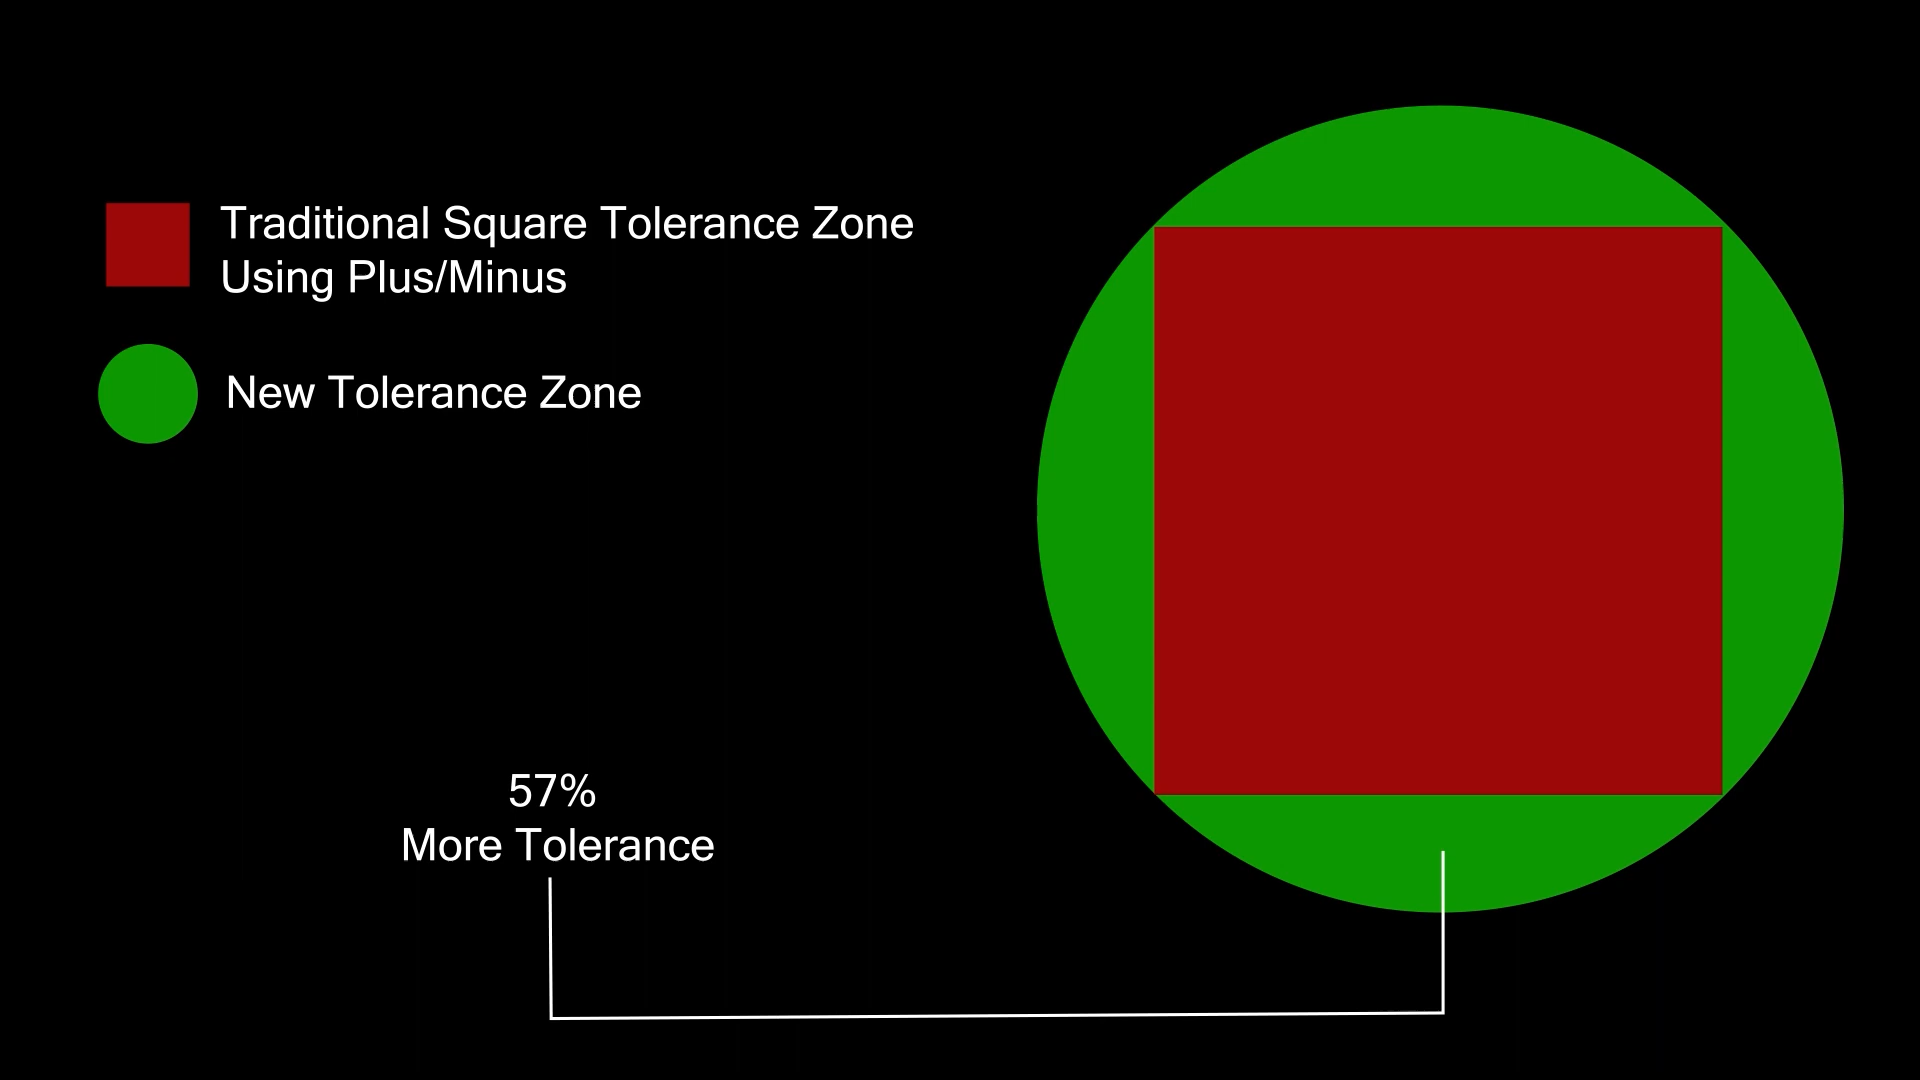 Traditional Square Tolerance Zone
Using Plus/Minus
New Tolerance Zone
57%
More Tolerance